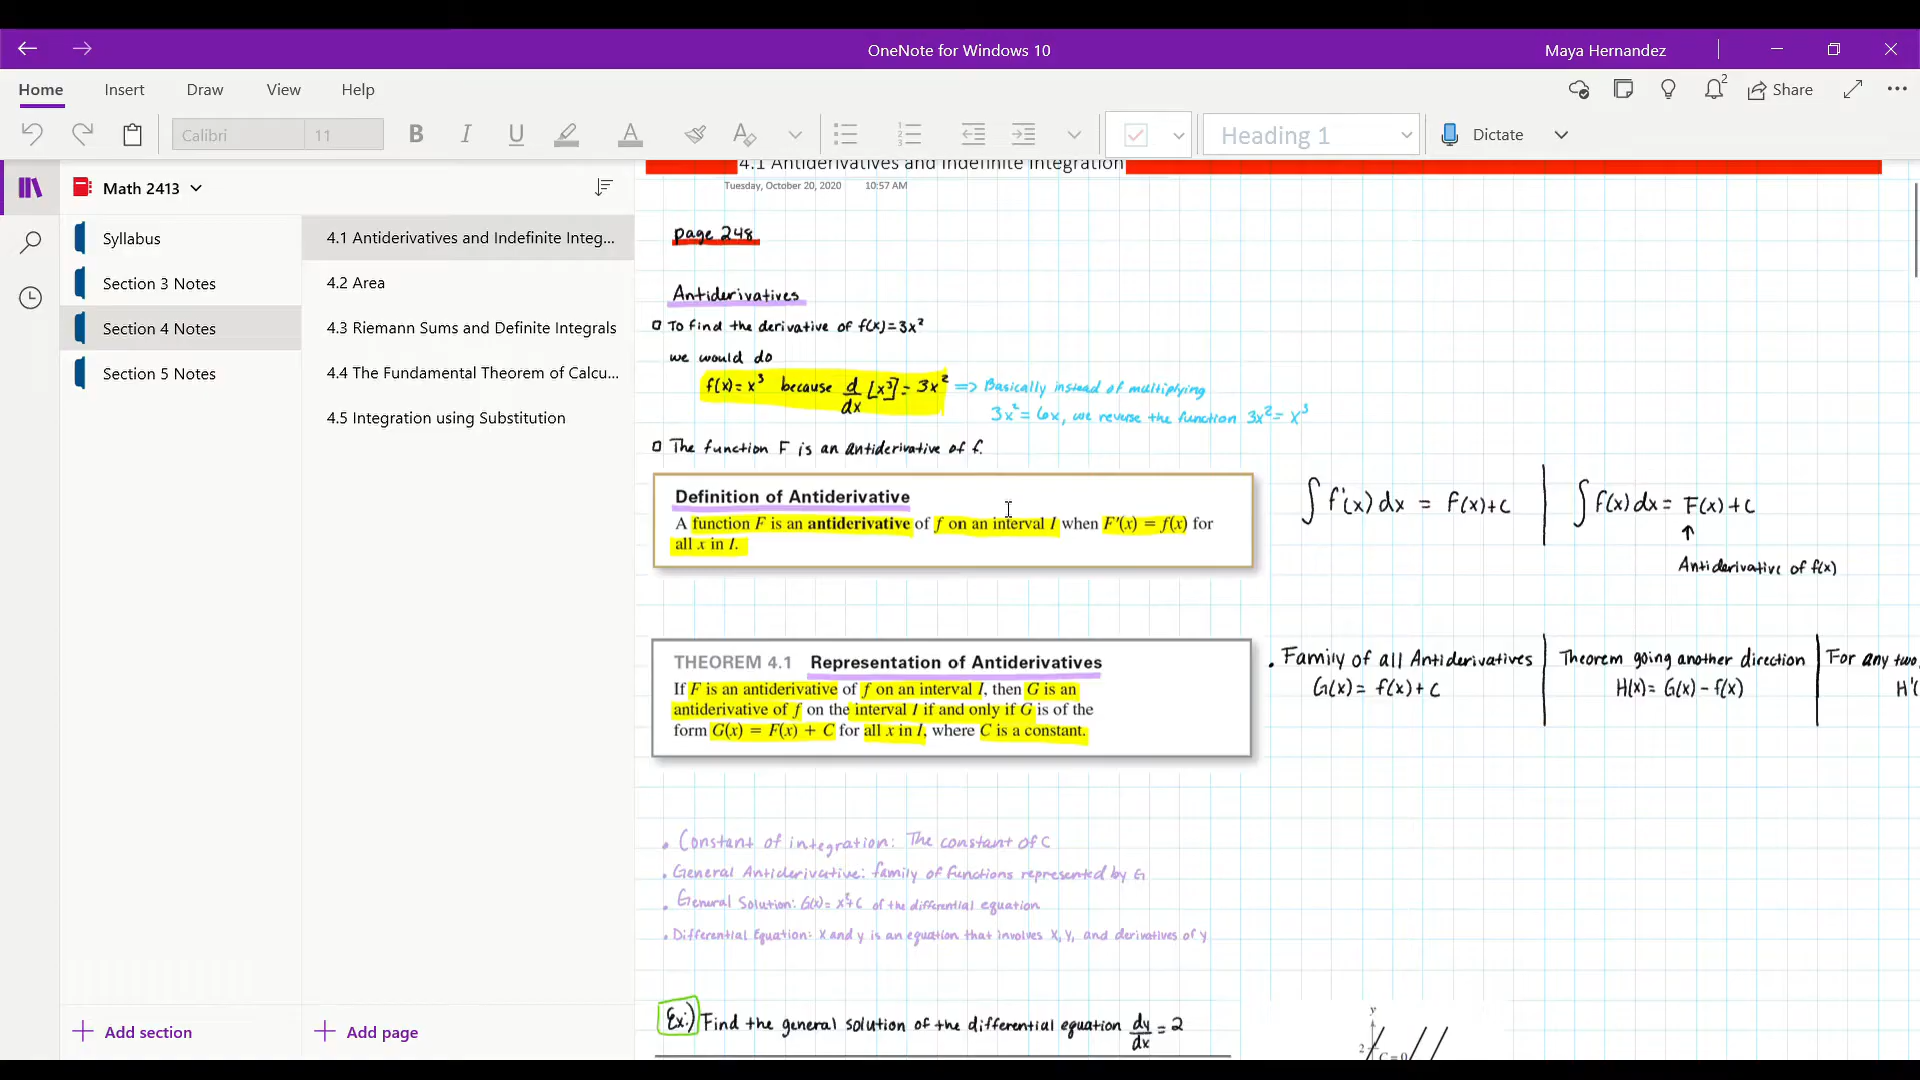 OneNote for Windows 10
Maya Hernandez
Home Insert Draw View Help
2
Share
Calibri 11 B I U A
Heading 1
Dictate
Math 2413
Syllabus
Section 3 Notes
Section 4 Notes
Section 5 Notes
Add section
4.1 Antiderivatives and Indefinite Integ...
4.2 Area
4.3 Riemann Sums and Definite Integrals
4.4 The Fundamental Theorem of Calcu...
4.5 Integration using Substitution
Add page
4.1 Antiderivatives and Indefinite Integration
Tuesday, October 20, 2020 10:57 AM
page 248
Antiderivatives
To find the derivative of f(x)=3x²
we would do
f(x)=x³ because d/dx [x³]=3x² => Basically instead of multiplying
3x²=6x, we reverse the function 3x²=x³
The function F is an antiderivative of f.
Definition of Antiderivative
A function F is an antiderivative of f on an interval I when F′(x) = f(x) for
all x in I.
∫f'(x)dx = f(x)+C
∫f(x)dx = F(x)+C
↑
Antiderivative of f(x)
THEOREM 4.1 Representation of Antiderivatives
If F is an antiderivative of f on an interval I, then G is an
antiderivative of f on the interval I if and only if G is of the
form G(x) = F(x) + C for all x in I, where C is a constant.
• Family of all Antiderivatives
G(x)= f(x)+C
Theorem going another direction
H(x)= G(x)-f(x)
For any two
H'(
• Constant of integration: The constant of C
• General Antiderivative: family of functions represented by G
• General Solution: G(x)= x²+C of the differential equation
• Differential Equation: X and y is an equation that involves X, Y, and derivatives of y
Ex:) Find the general solution of the differential equation dy/dx = 2
y
2
C=0